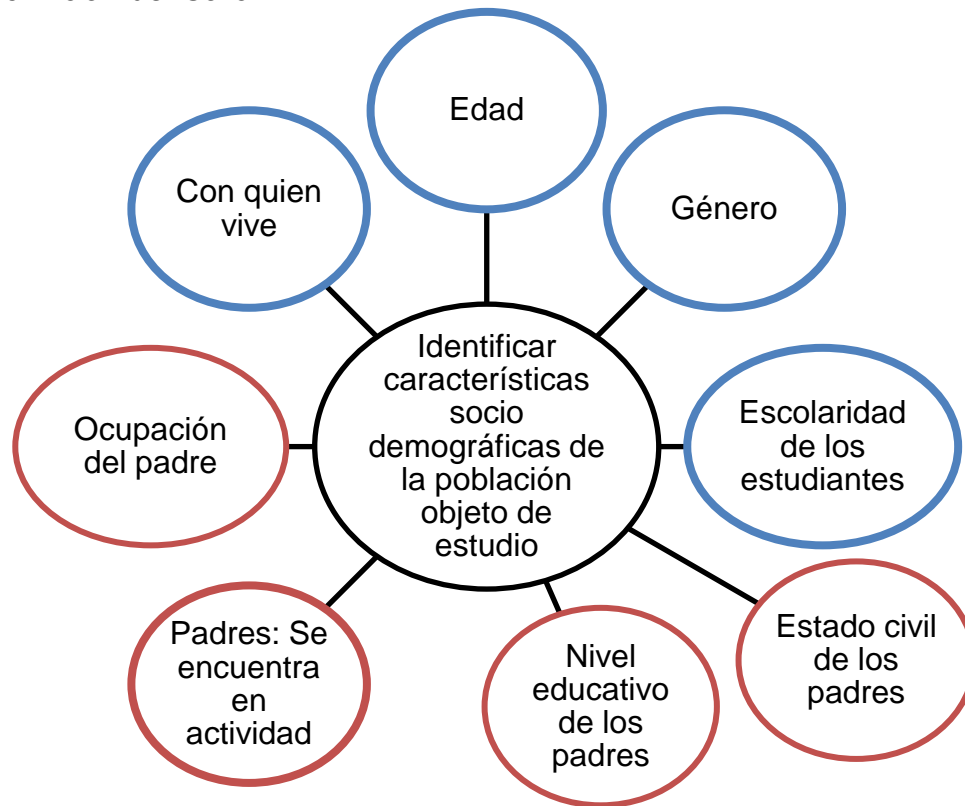 Edad
Con quien
vive
Género
Identificar
características
socio
demográficas de
la población
objeto de
estudio
Ocupación
del padre
Escolaridad
de los
estudiantes
Padres: Se
encuentra
en
actividad
Nivel
educativo
de los
padres
Estado civil
de los
padres